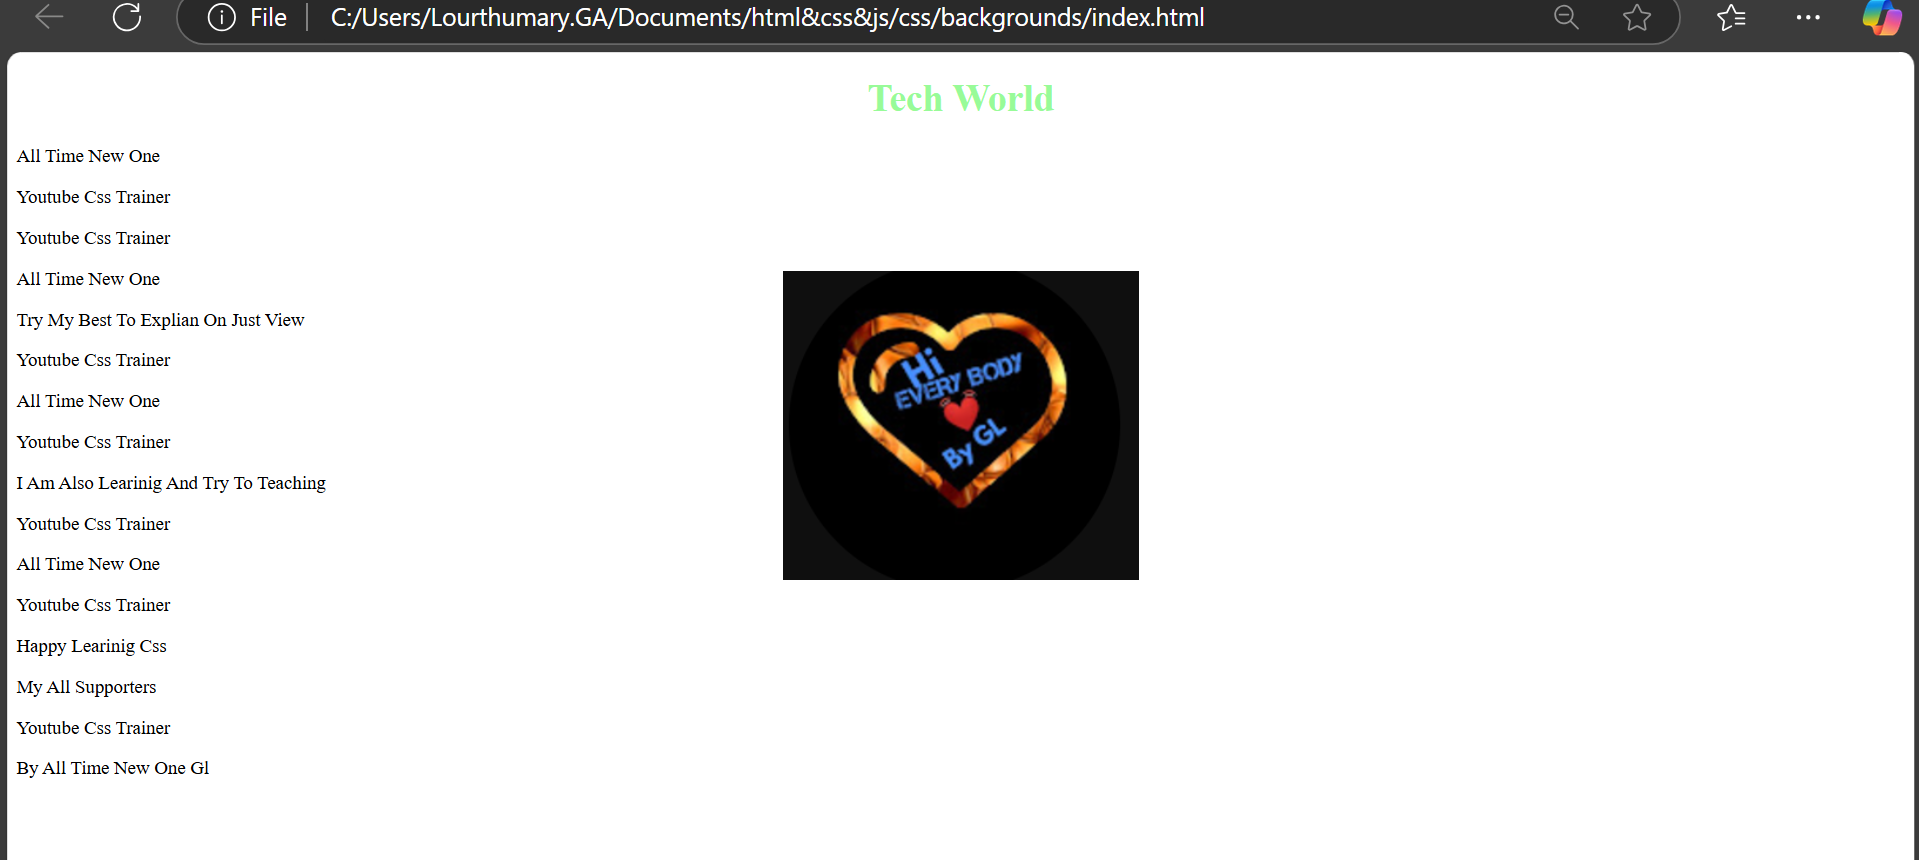 File
C:/Users/Lourthumary.GA/Documents/html&css&js/css/backgrounds/index.html
Tech World
All Time New One
Youtube Css Trainer
Youtube Css Trainer
All Time New One
Try My Best To Explian On Just View
Youtube Css Trainer
All Time New One
Youtube Css Trainer
I Am Also Learinig And Try To Teaching
Youtube Css Trainer
All Time New One
Youtube Css Trainer
Happy Learinig Css
My All Supporters
Youtube Css Trainer
By All Time New One Gl
Hi
EVERY BODY
By GL